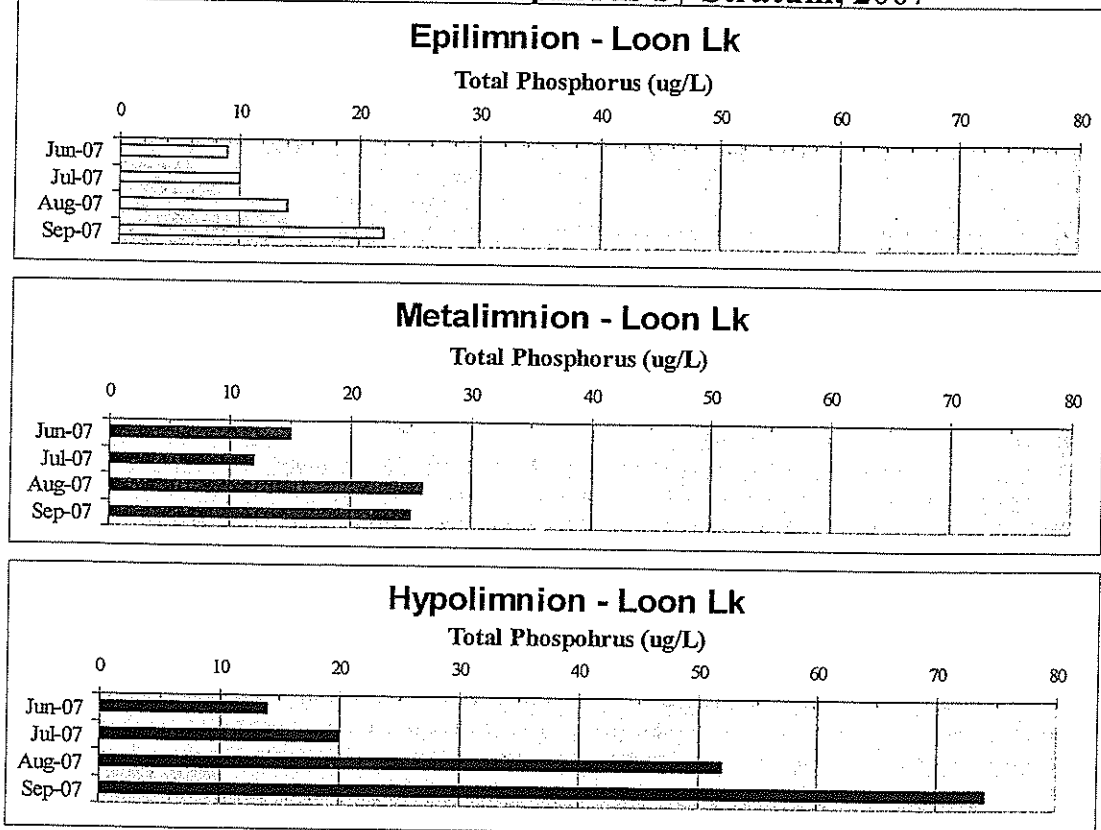 by Stratum, 2007
Epilimnion - Loon Lk
Total Phosphorus (ug/L)
0 10 20 30 40 50 60 70 80
Jun-07
Jul-07
Aug-07
Sep-07
Metalimnion - Loon Lk
Total Phosphorus (ug/L)
0 10 20 30 40 50 60 70 80
Jun-07
Jul-07
Aug-07
Sep-07
Hypolimnion - Loon Lk
Total Phospohrus (ug/L)
0 10 20 30 40 50 60 70 80
Jun-07
Jul-07
Aug-07
Sep-07